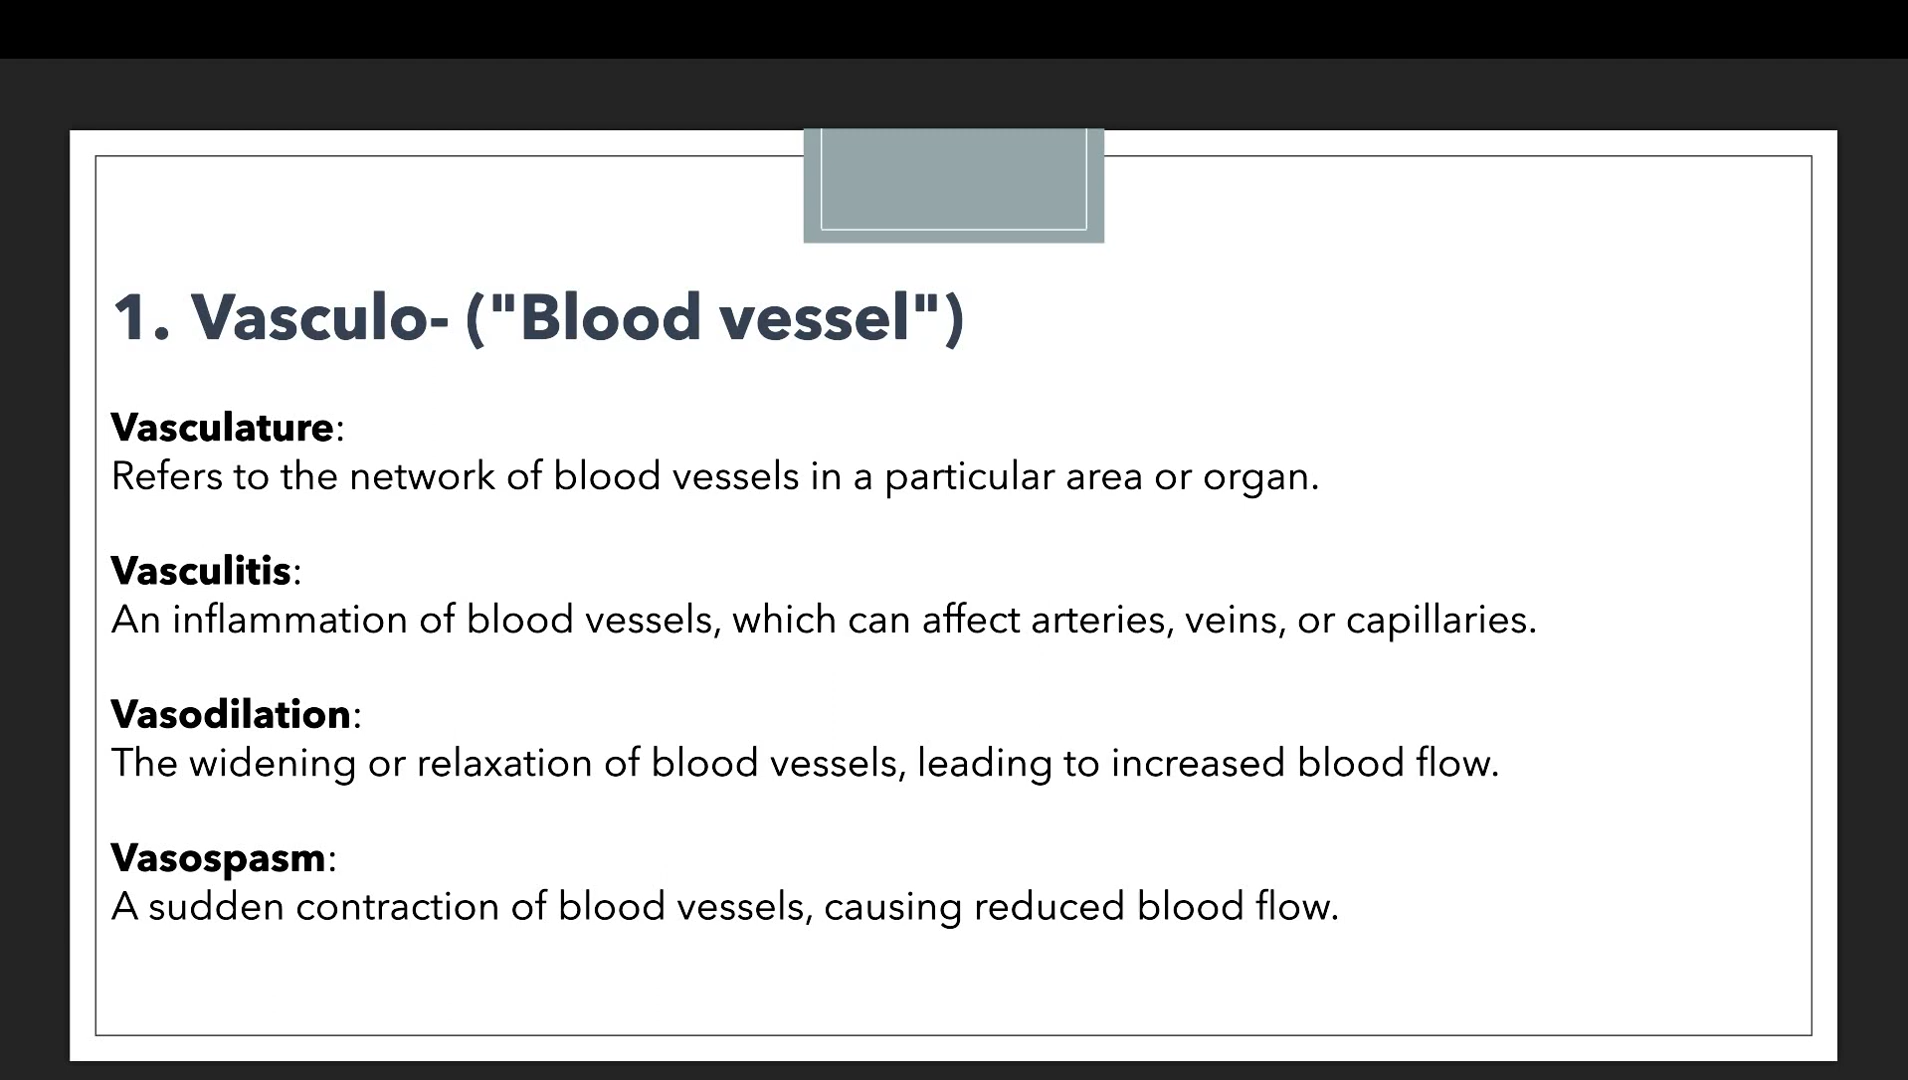 1. Vasculo- ("Blood vessel")
Vasculature:
Refers to the network of blood vessels in a particular area or organ.
Vasculitis:
An inflammation of blood vessels, which can affect arteries, veins, or capillaries.
Vasodilation:
The widening or relaxation of blood vessels, leading to increased blood flow.
Vasospasm:
A sudden contraction of blood vessels, causing reduced blood flow.